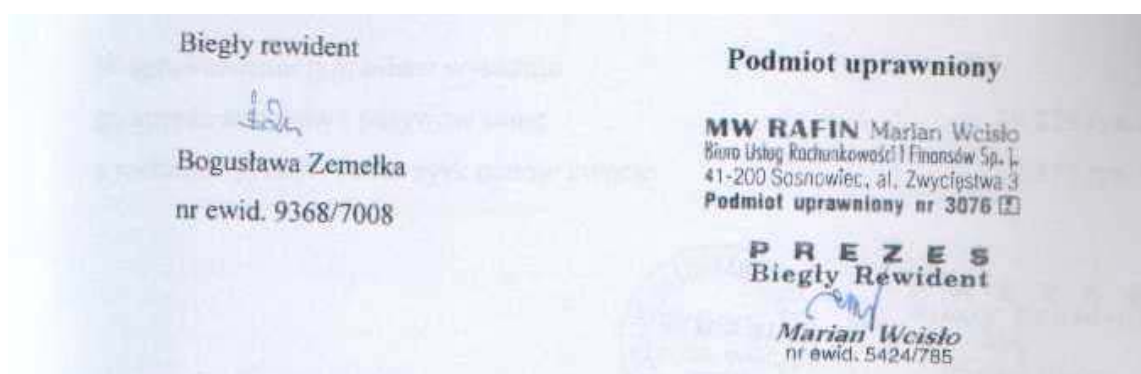 Biegły rewident
Bogusława Zemełka
nr ewid. 9368/7008
Podmiot uprawniony
MW RAFIN Marian Wcisło
Biuro Usług Rachunkowości i Finansów Sp. j.
41-200 Sosnowiec, al. Zwycięstwa 3
Podmiot uprawniony nr 3076
P R E Z E S
Biegły Rewident
Marian Wcisło
nr ewid. 5424/785